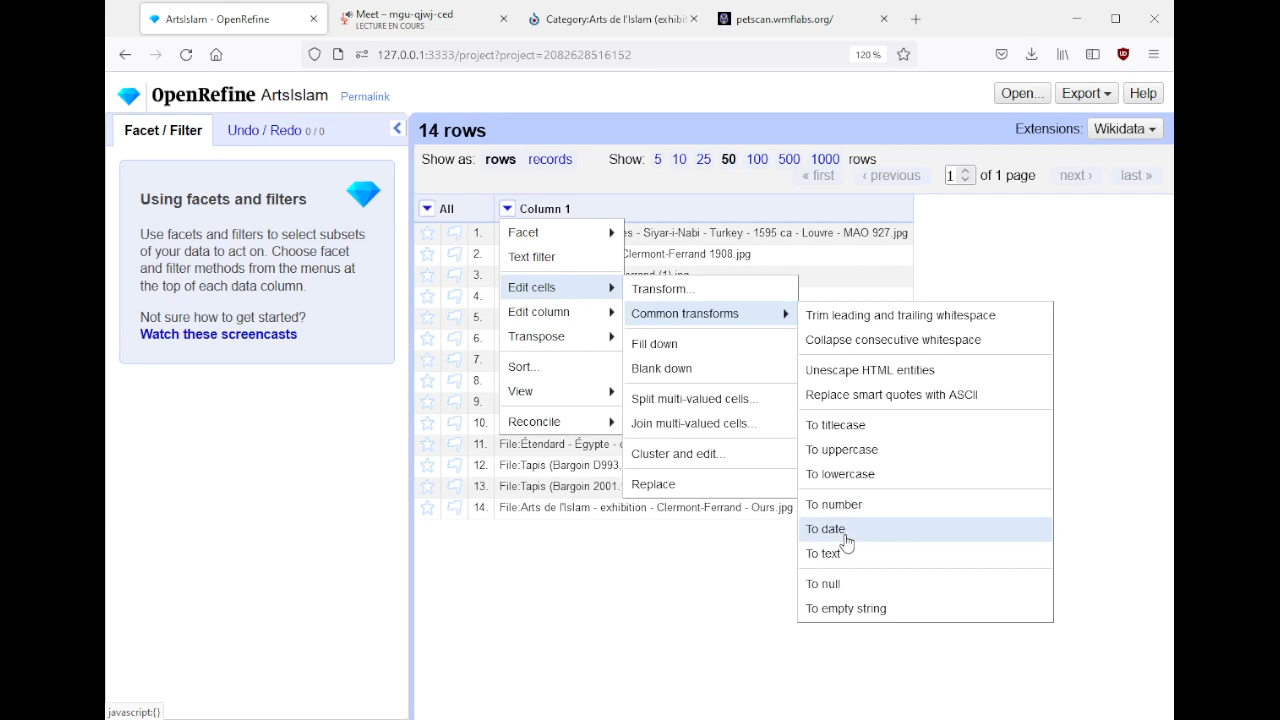 ArtsIslam - OpenRefine
Meet – mgu-qjwj-ced
LECTURE EN COURS
Category:Arts de l'Islam (exhibit
petscan.wmflabs.org/
127.0.0.1:3333/project?project=2082628516152
120 %
OpenRefine ArtsIslam Permalink
Open... Export Help
Facet / Filter
Undo / Redo 0 / 0
14 rows
Extensions: Wikidata
Show as: rows records
Show: 5 10 25 50 100 500 1000 rows
« first ‹ previous 1 of 1 page next › last »
Using facets and filters
Use facets and filters to select subsets
of your data to act on. Choose facet
and filter methods from the menus at
the top of each data column.
Not sure how to get started?
Watch these screencasts
All
Column 1
1. es - Siyar-i-Nabi - Turkey - 1595 ca - Louvre - MAO 927.jpg
2. Clermont-Ferrand 1908.jpg
3.
4.
5.
6.
7.
8.
9.
10.
11. File:Étendard - Égypte -
12. File:Tapis (Bargoin D993.
13. File:Tapis (Bargoin 2001.
14. File:Arts de l'Islam - exhibition - Clermont-Ferrand - Ours.jpg
Facet
Text filter
Edit cells
Edit column
Transpose
Sort...
View
Reconcile
Transform...
Common transforms
Fill down
Blank down
Split multi-valued cells...
Join multi-valued cells...
Cluster and edit...
Replace
Trim leading and trailing whitespace
Collapse consecutive whitespace
Unescape HTML entities
Replace smart quotes with ASCII
To titlecase
To uppercase
To lowercase
To number
To date
To text
To null
To empty string
javascript:{}